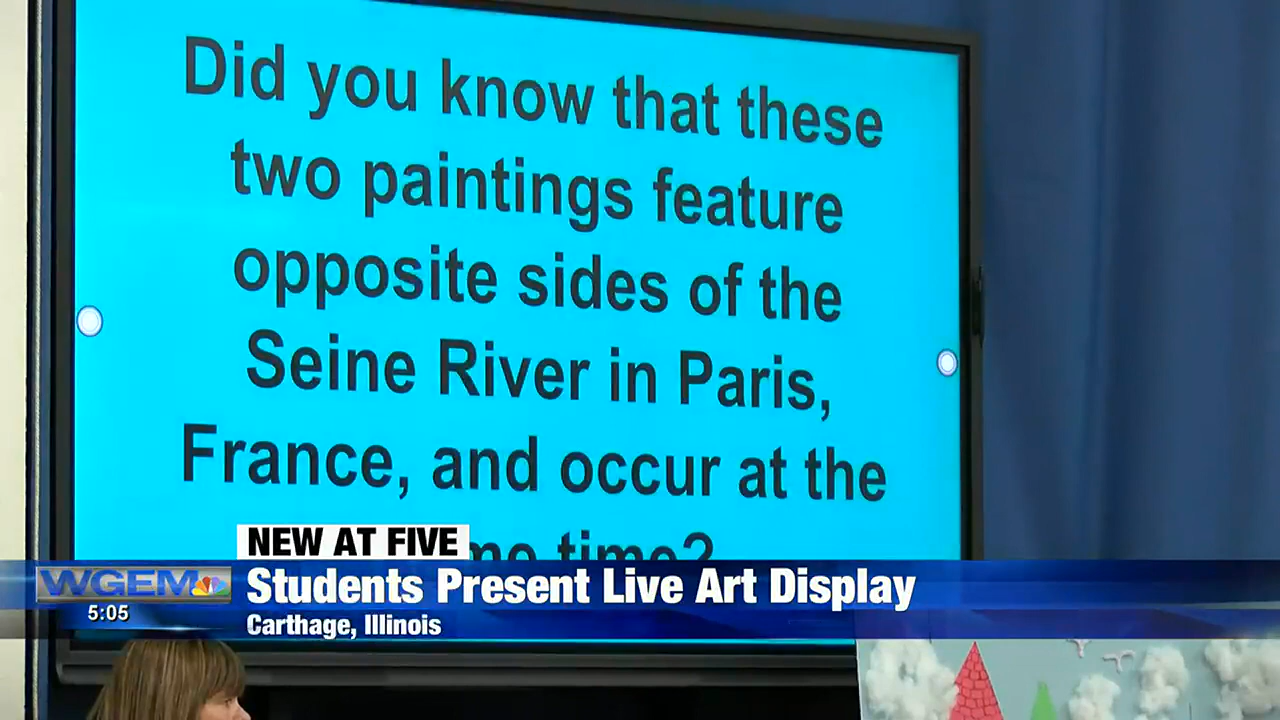 Did you know that these
two paintings feature
opposite sides of the
Seine River in Paris,
France, and occur at the
time?
NEW AT FIVE
WGEM
Students Present Live Art Display
5:05
Carthage, Illinois